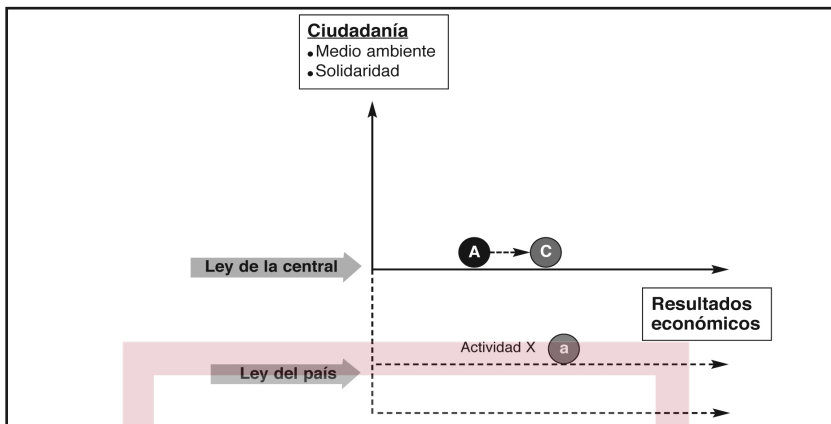 Ciudadanía
• Medio ambiente
• Solidaridad
A
C
Ley de la central
Resultados
económicos
Actividad X
a
Ley del país